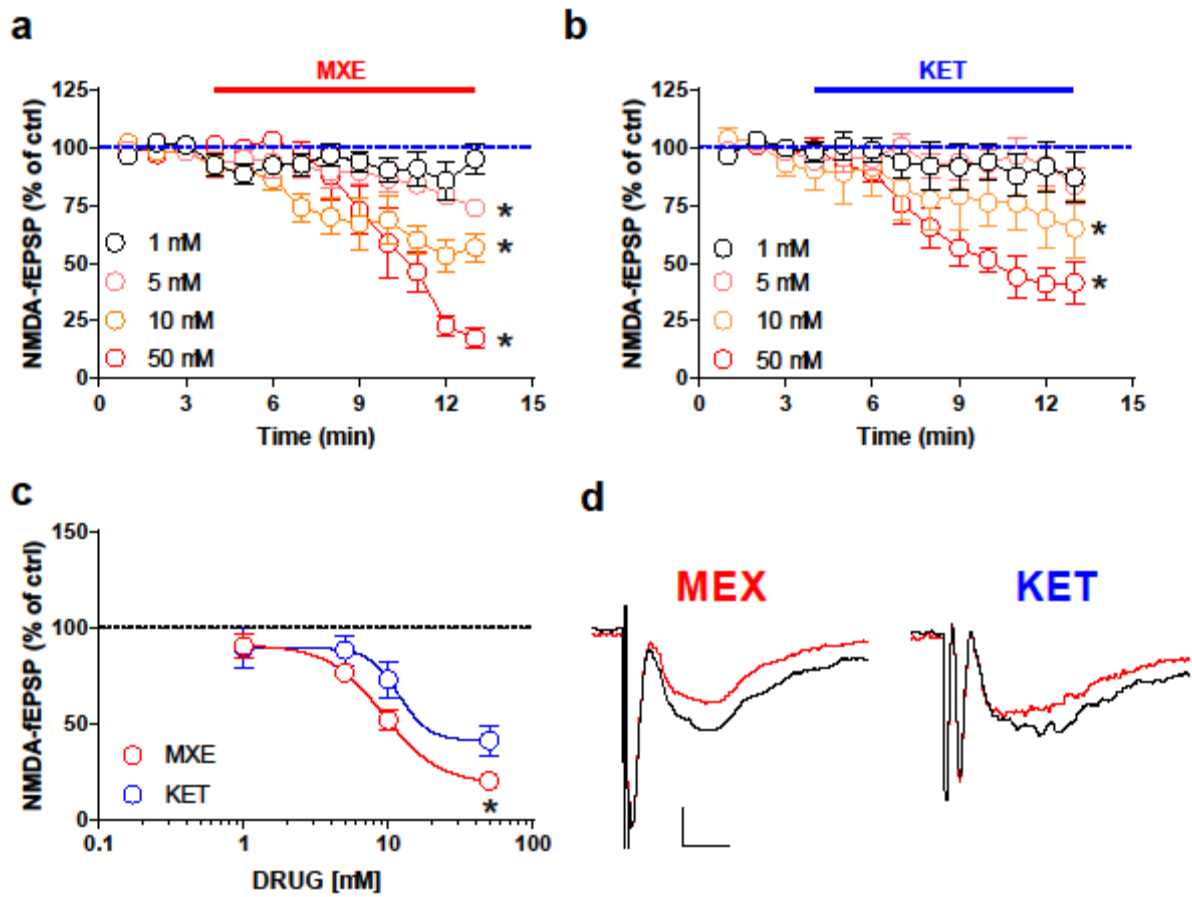 a
MXE
NMDA-fEPSP (% of ctrl)
125
100
75
50
25
0
1 mM
5 mM
10 mM
50 mM
*
*
*
0 3 6 9 12 15
Time (min)
b
KET
NMDA-fEPSP (% of ctrl)
125
100
75
50
25
0
1 mM
5 mM
10 mM
50 mM
*
*
0 3 6 9 12 15
Time (min)
c
NMDA-fEPSP (% of ctrl)
150
100
50
0
MXE
KET
*
0.1 1 10 100
DRUG [mM]
d
MEX
KET